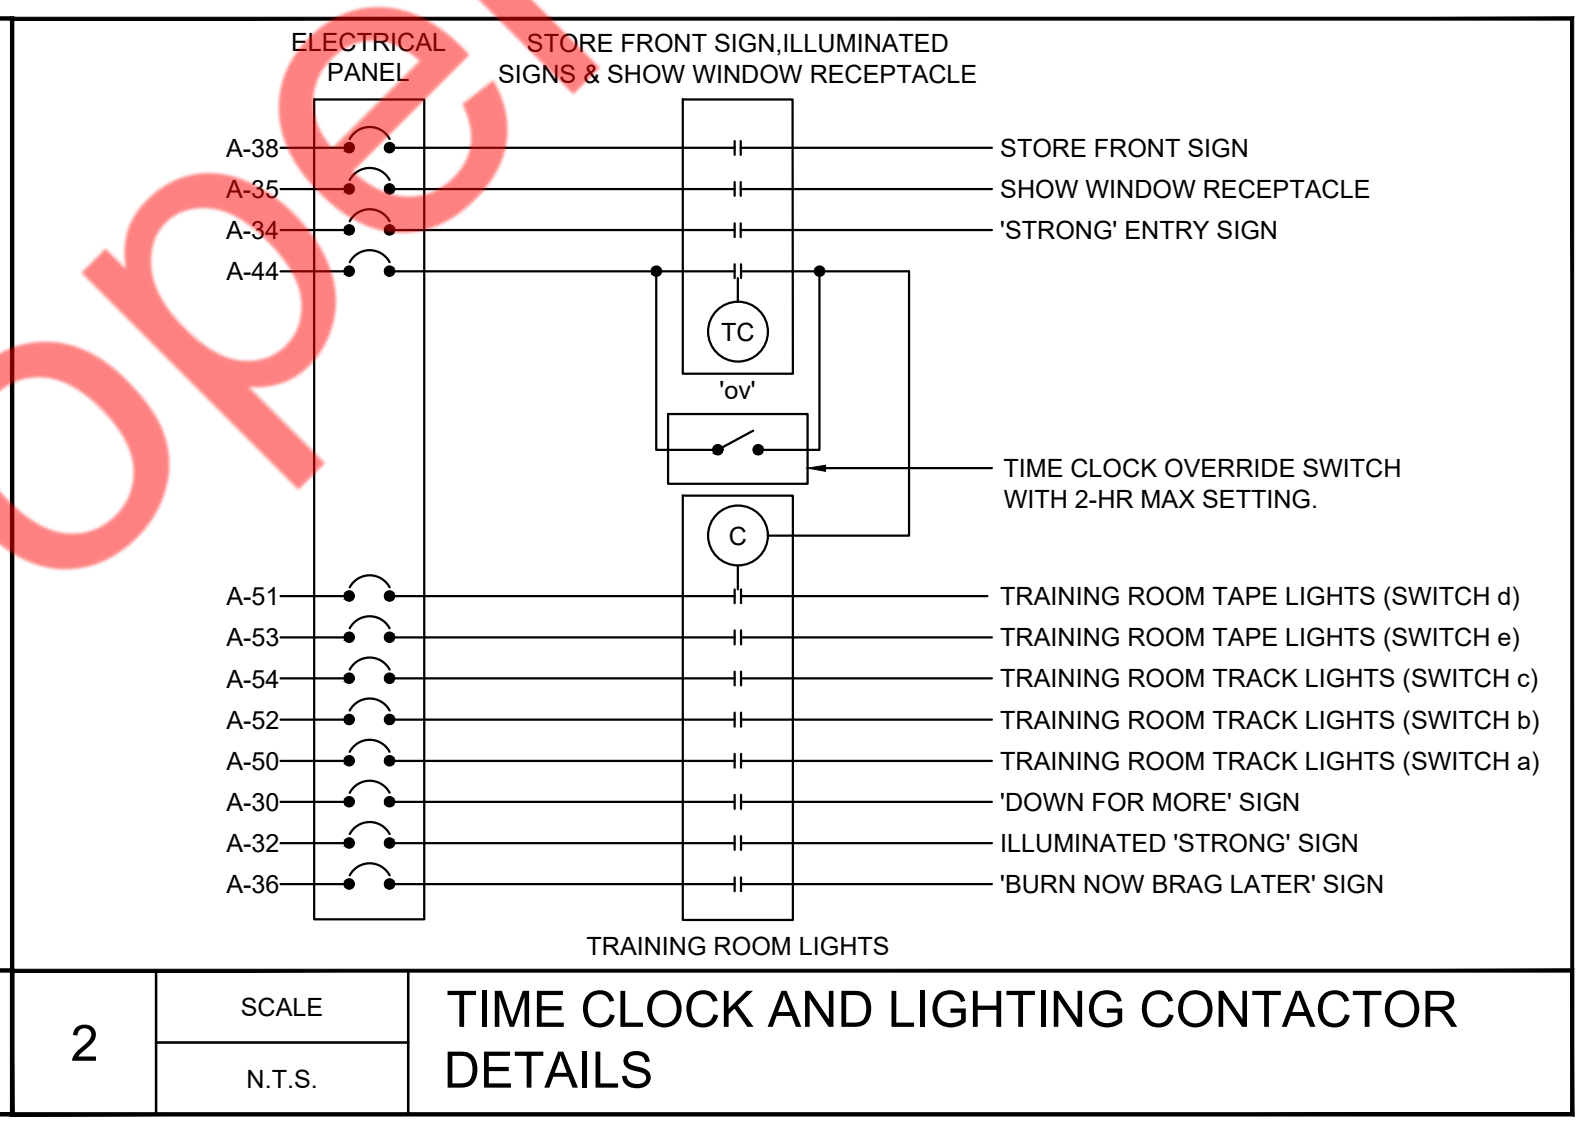 ELECTRICAL
PANEL
STORE FRONT SIGN,ILLUMINATED
SIGNS & SHOW WINDOW RECEPTACLE
A-38 STORE FRONT SIGN
A-35 SHOW WINDOW RECEPTACLE
A-34 'STRONG' ENTRY SIGN
A-44
TC
'ov'
TIME CLOCK OVERRIDE SWITCH
WITH 2-HR MAX SETTING.
C
A-51 TRAINING ROOM TAPE LIGHTS (SWITCH d)
A-53 TRAINING ROOM TAPE LIGHTS (SWITCH e)
A-54 TRAINING ROOM TRACK LIGHTS (SWITCH c)
A-52 TRAINING ROOM TRACK LIGHTS (SWITCH b)
A-50 TRAINING ROOM TRACK LIGHTS (SWITCH a)
A-30 'DOWN FOR MORE' SIGN
A-32 ILLUMINATED 'STRONG' SIGN
A-36 'BURN NOW BRAG LATER' SIGN
TRAINING ROOM LIGHTS
2
SCALE
N.T.S.
TIME CLOCK AND LIGHTING CONTACTOR
DETAILS